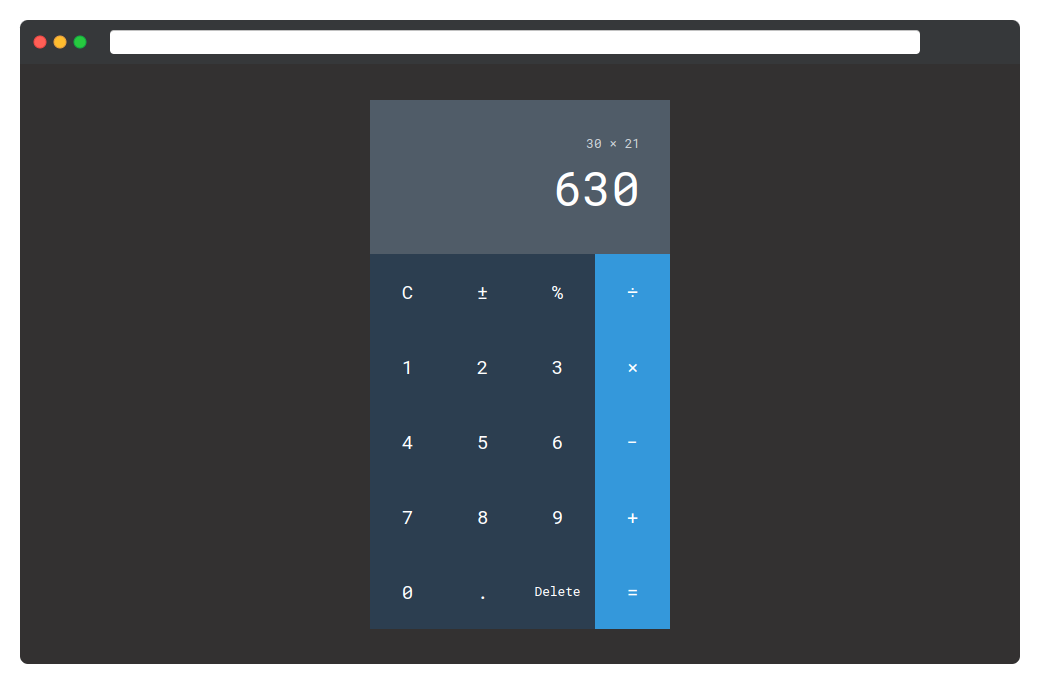 30 × 21
630
C ± % ÷
1 2 3 ×
4 5 6 −
7 8 9 +
0 . Delete =